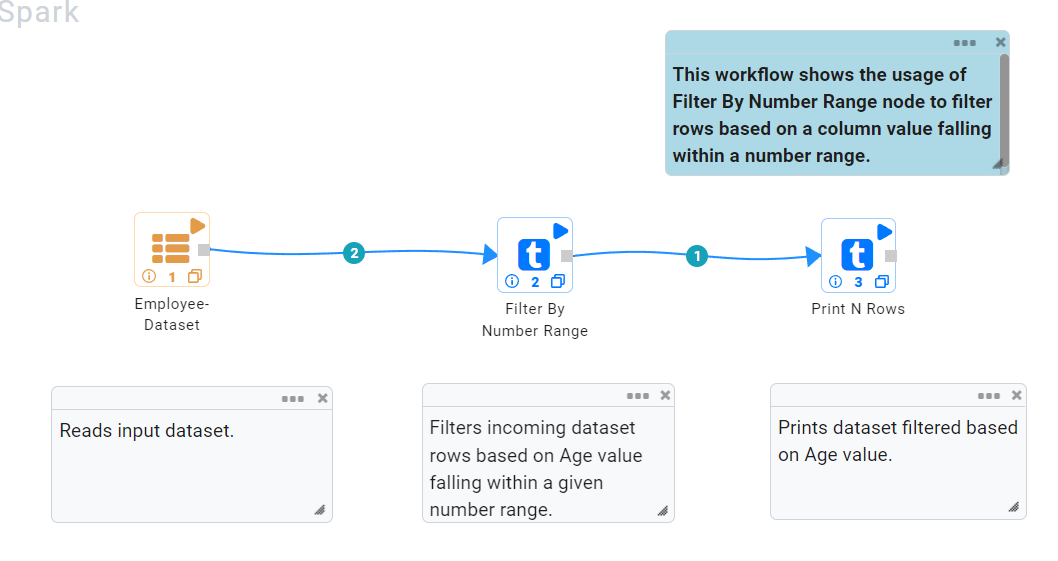 Spark
This workflow shows the usage of
Filter By Number Range node to filter
rows based on a column value falling
within a number range.
2
1
1
2
3
Employee-
Dataset
Filter By
Number Range
Print N Rows
Reads input dataset.
Filters incoming dataset
rows based on Age value
falling within a given
number range.
Prints dataset filtered based
on Age value.